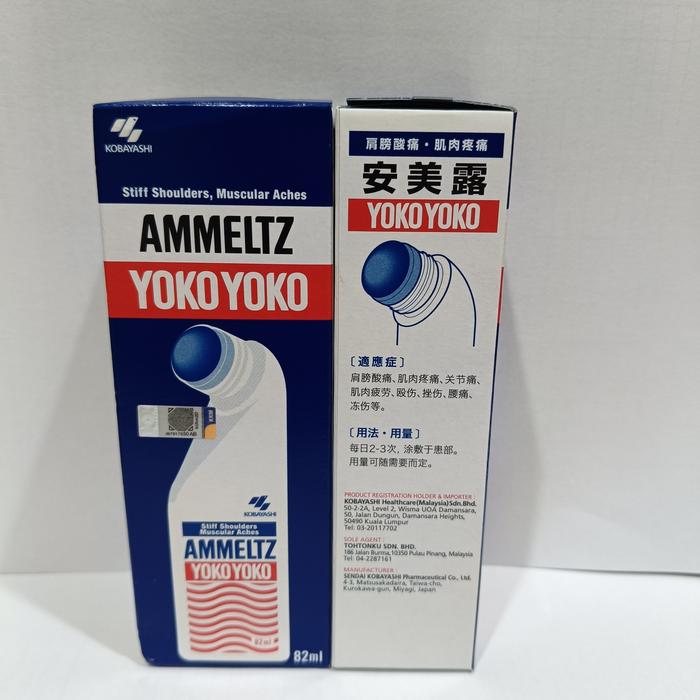 KOBAYASHI
Stiff Shoulders, Muscular Aches
AMMELTZ
YOKO YOKO
KOBAYASHI
Stiff Shoulders
Muscular Aches
AMMELTZ
YOKO YOKO
82ml
82ml
肩膀酸痛・肌肉疼痛
安美露
YOKO YOKO
〔適應症〕
肩膀酸痛、肌肉疼痛、关节痛、
肌肉疲劳、殴伤、挫伤、腰痛、
冻伤等。
〔用法・用量〕
每日2-3次, 涂敷于患部。
用量可随需要而定。
PRODUCT REGISTRATION HOLDER & IMPORTER :
KOBAYASHI Healthcare(Malaysia)Sdn.Bhd.
50-2-2A, Level 2, Wisma UOA Damansara,
50, Jalan Dungun, Damansara Heights,
50490 Kuala Lumpur
Tel: 03-20117702
SOLE AGENT :
TOHTONKU SDN. BHD.
186 Jalan Burma,10350 Pulau Pinang, Malaysia
Tel: 04-2287161
MANUFACTURER :
SENDAI KOBAYASHI Pharmaceutical Co., Ltd.
4-3, Matsusakadaira, Taiwa-cho,
Kurokawa-gun, Miyagi, Japan